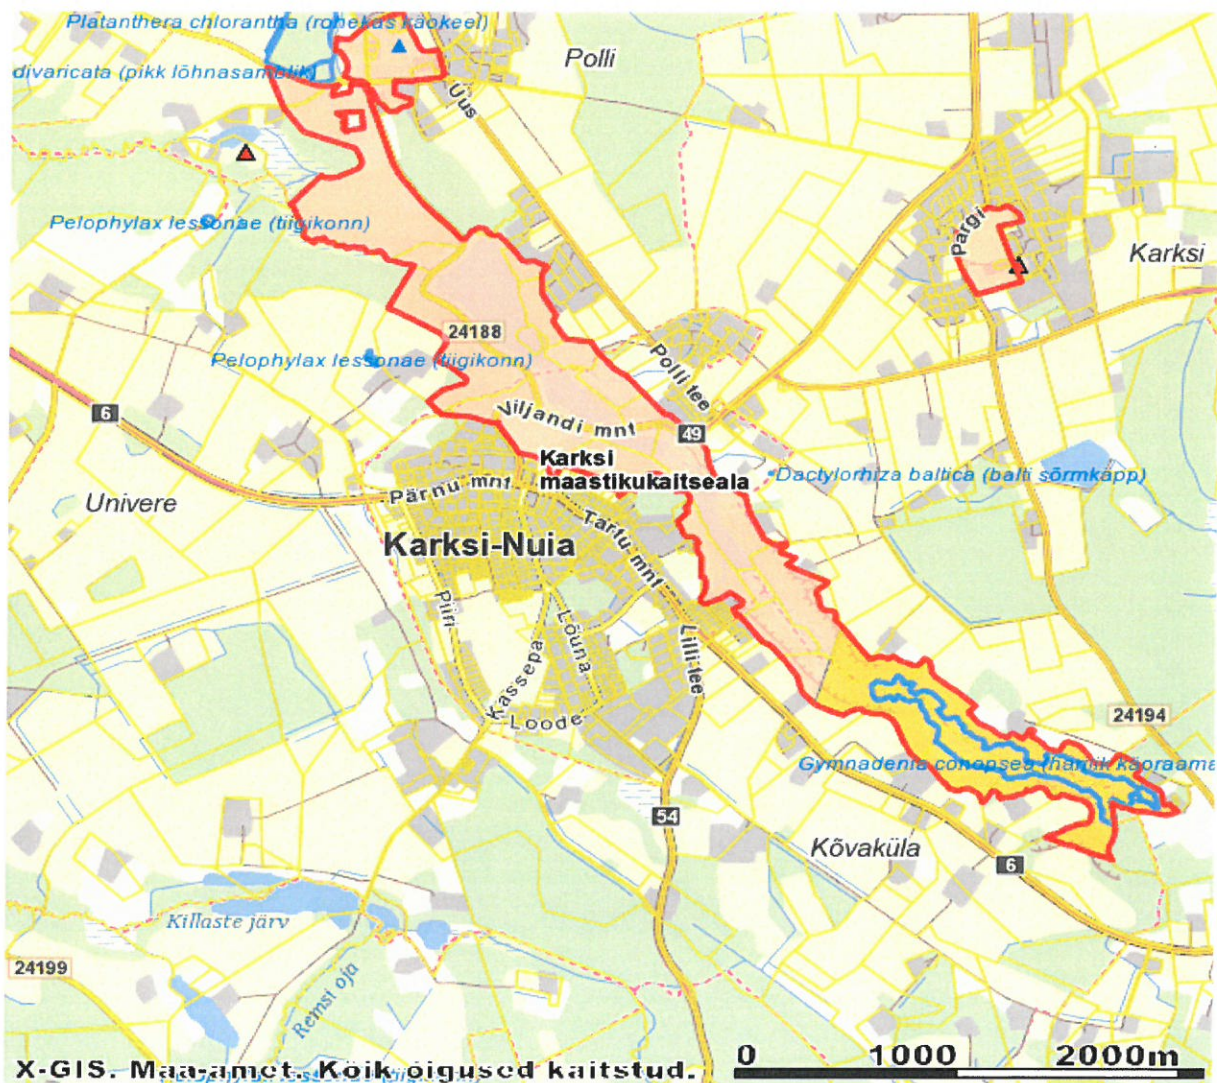 Platanthera chlorantha (rohekas käokeel)
Polli
divaricata (pikk lõhnasamblik)
Uus
Pelophylax lessonae (tiigikonn)
Pargi
Karksi
24188
Pelophylax lessonae (tiigikonn)
Polli tee
6
Viljandi mnt
49
Karksi
maastikukaitseala
Dactylorhiza baltica (balti sõrmkäpp)
Pärnu mnt
Univere
Tartu mnt
Karksi-Nuia
Piiri
Lõuna
Lilli tee
Kassepa
Loode
24194
Gymnadenia conopsea (harilik käoraama
54
Kõvaküla
6
Killaste järv
24199
Remsi oja
X-GIS. Maa-amet. Kõik õigused kaitstud.
0 1000 2000m